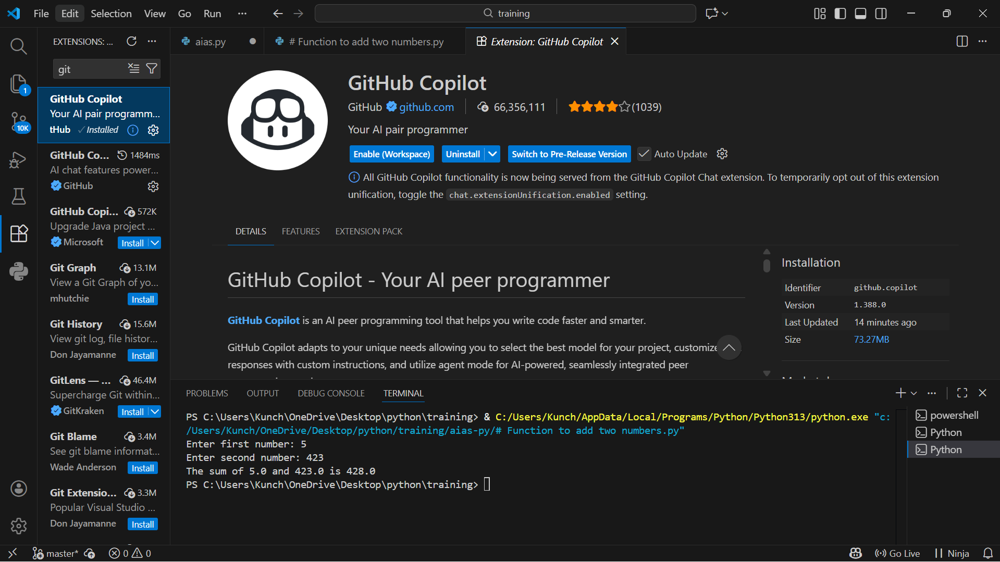 File Edit Selection View Go Run ··· training
EXTENSIONS: ...
git
GitHub Copilot
Your AI pair programm...
tHub ✓ Installed
GitHub Co... 1484ms
AI chat features power...
GitHub
GitHub Copi... 572K
Upgrade Java project ...
Microsoft Install
Git Graph 13.1M
View a Git Graph of yo...
mhutchie Install
Git History 15.6M
View git log, file histor...
Don Jayamanne Install
GitLens — ... 46.4M
Supercharge Git within...
GitKraken Install
Git Blame 3.4M
See git blame informat...
Wade Anderson Install
Git Extensio... 3.3M
Popular Visual Studio ...
Don Jayamanne Install
1
10K
aias.py # Function to add two numbers.py Extension: GitHub Copilot
GitHub Copilot
GitHub github.com 66,356,111 (1039)
Your AI pair programmer
Enable (Workspace) Uninstall Switch to Pre-Release Version Auto Update
All GitHub Copilot functionality is now being served from the GitHub Copilot Chat extension. To temporarily opt out of this extension
unification, toggle the chat.extensionUnification.enabled setting.
DETAILS FEATURES EXTENSION PACK
GitHub Copilot - Your AI peer programmer
GitHub Copilot is an AI peer programming tool that helps you write code faster and smarter.
GitHub Copilot adapts to your unique needs allowing you to select the best model for your project, customize
responses with custom instructions, and utilize agent mode for AI-powered, seamlessly integrated peer
Installation
Identifier github.copilot
Version 1.388.0
Last Updated 14 minutes ago
Size 73.27MB
PROBLEMS OUTPUT DEBUG CONSOLE TERMINAL
PS C:\Users\Kunch\OneDrive\Desktop\python\training> & C:/Users/Kunch/AppData/Local/Programs/Python/Python313/python.exe "c:
/Users/Kunch/OneDrive/Desktop/python/training/aias-py/# Function to add two numbers.py"
Enter first number: 5
Enter second number: 423
The sum of 5.0 and 423.0 is 428.0
PS C:\Users\Kunch\OneDrive\Desktop\python\training>
powershell
Python
Python
master* 0 0 Go Live Ninja